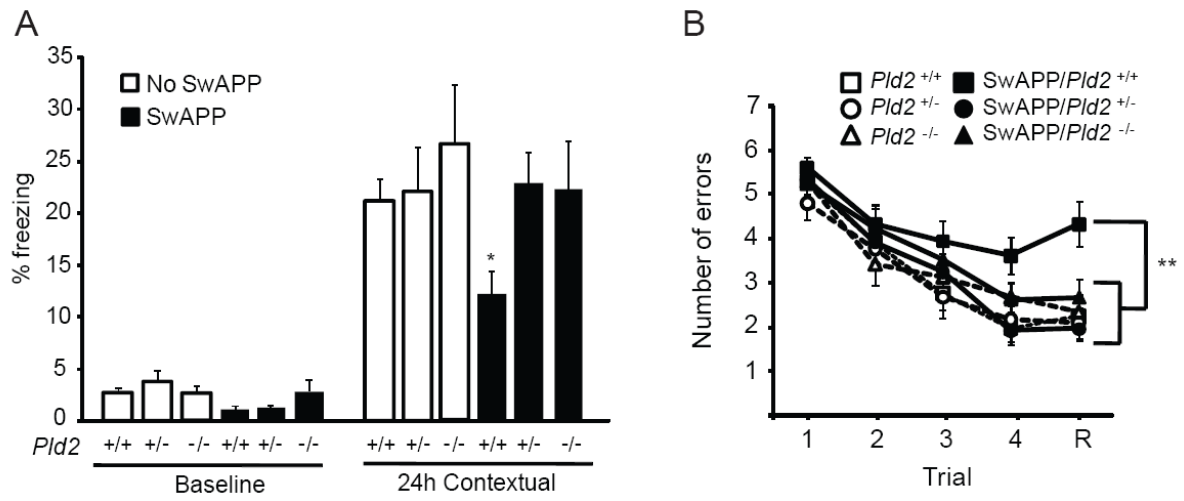 A
% freezing
35
30
25
20
15
10
5
0
No SwAPP
SwAPP
*
Pld2 +/+ +/- -/- +/+ +/- -/- +/+ +/- -/- +/+ +/- -/-
Baseline 24h Contextual
B
Pld2 +/+ SwAPP/Pld2 +/+
Pld2 +/- SwAPP/Pld2 +/-
Pld2 -/- SwAPP/Pld2 -/-
Number of errors
7
6
5
4
3
2
1
**
1 2 3 4 R
Trial